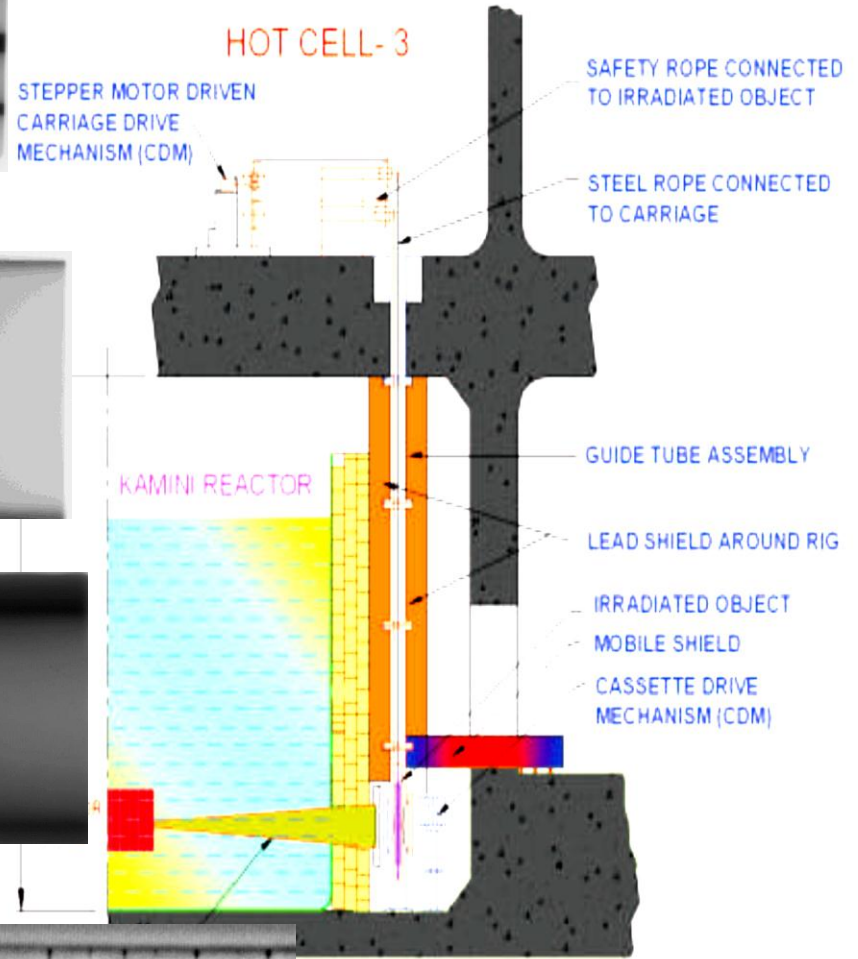 HOT CELL- 3
STEPPER MOTOR DRIVEN
CARRIAGE DRIVE
MECHANISM (CDM)
SAFETY ROPE CONNECTED
TO IRRADIATED OBJECT
STEEL ROPE CONNECTED
TO CARRIAGE
KAMINI REACTOR
GUIDE TUBE ASSEMBLY
LEAD SHIELD AROUND RIG
IRRADIATED OBJECT
MOBILE SHIELD
CASSETTE DRIVE
MECHANISM (CDM)